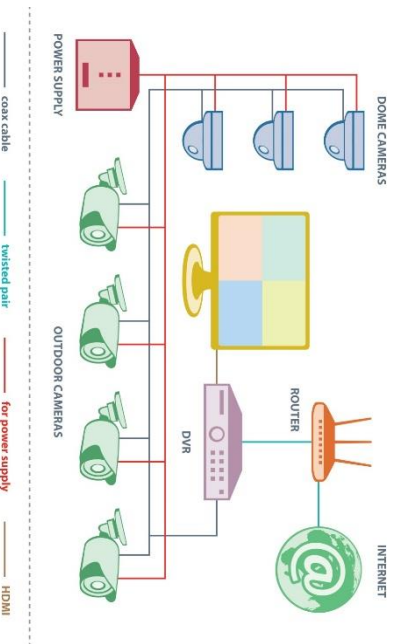 DOME CAMERAS
ROUTER
INTERNET
POWER SUPPLY
DVR
OUTDOOR CAMERAS
coax cable
twisted pair
for power supply
HDMI